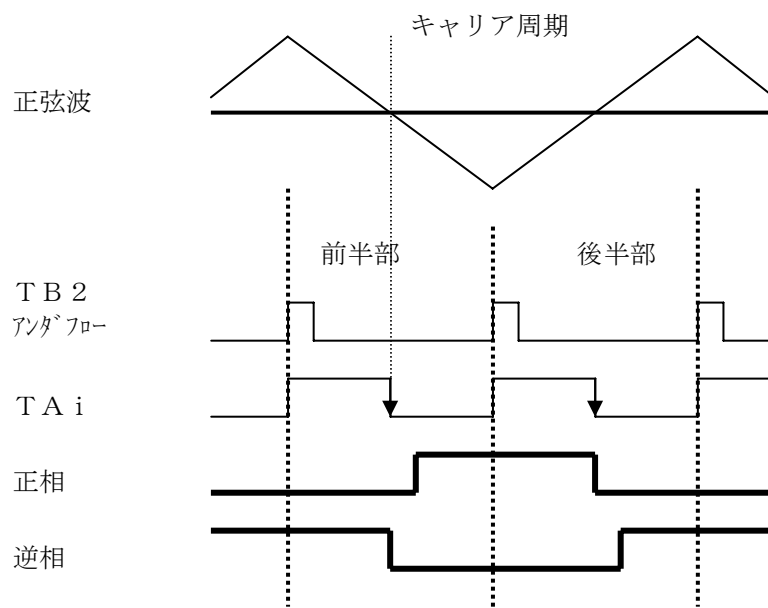 キャリア周期
正弦波
前半部
後半部
ＴＢ２
ｱﾝﾀﾞﾌﾛｰ
ＴＡｉ
正相
逆相